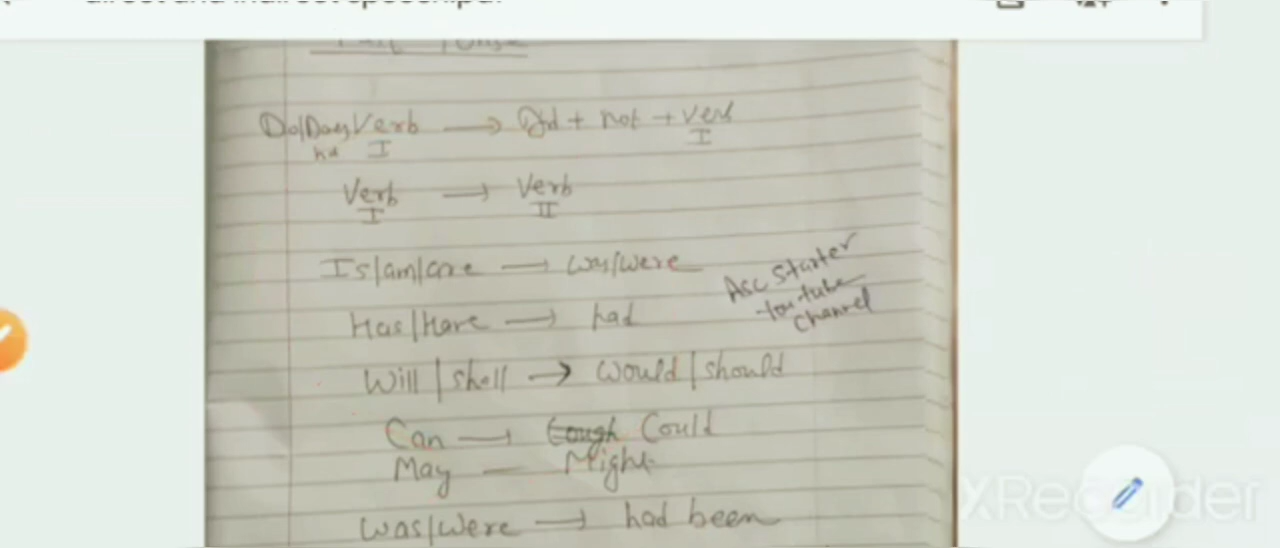 Do/Does Verb → Did + not + Verb
not I I
Verb → Verb
I II
Is/am/are → was/were
Asc Starter
Youtube
Channel
Has/Have → had
Will | shall → would | should
Can → Could
May — Might
was/were → had been
XRecorder